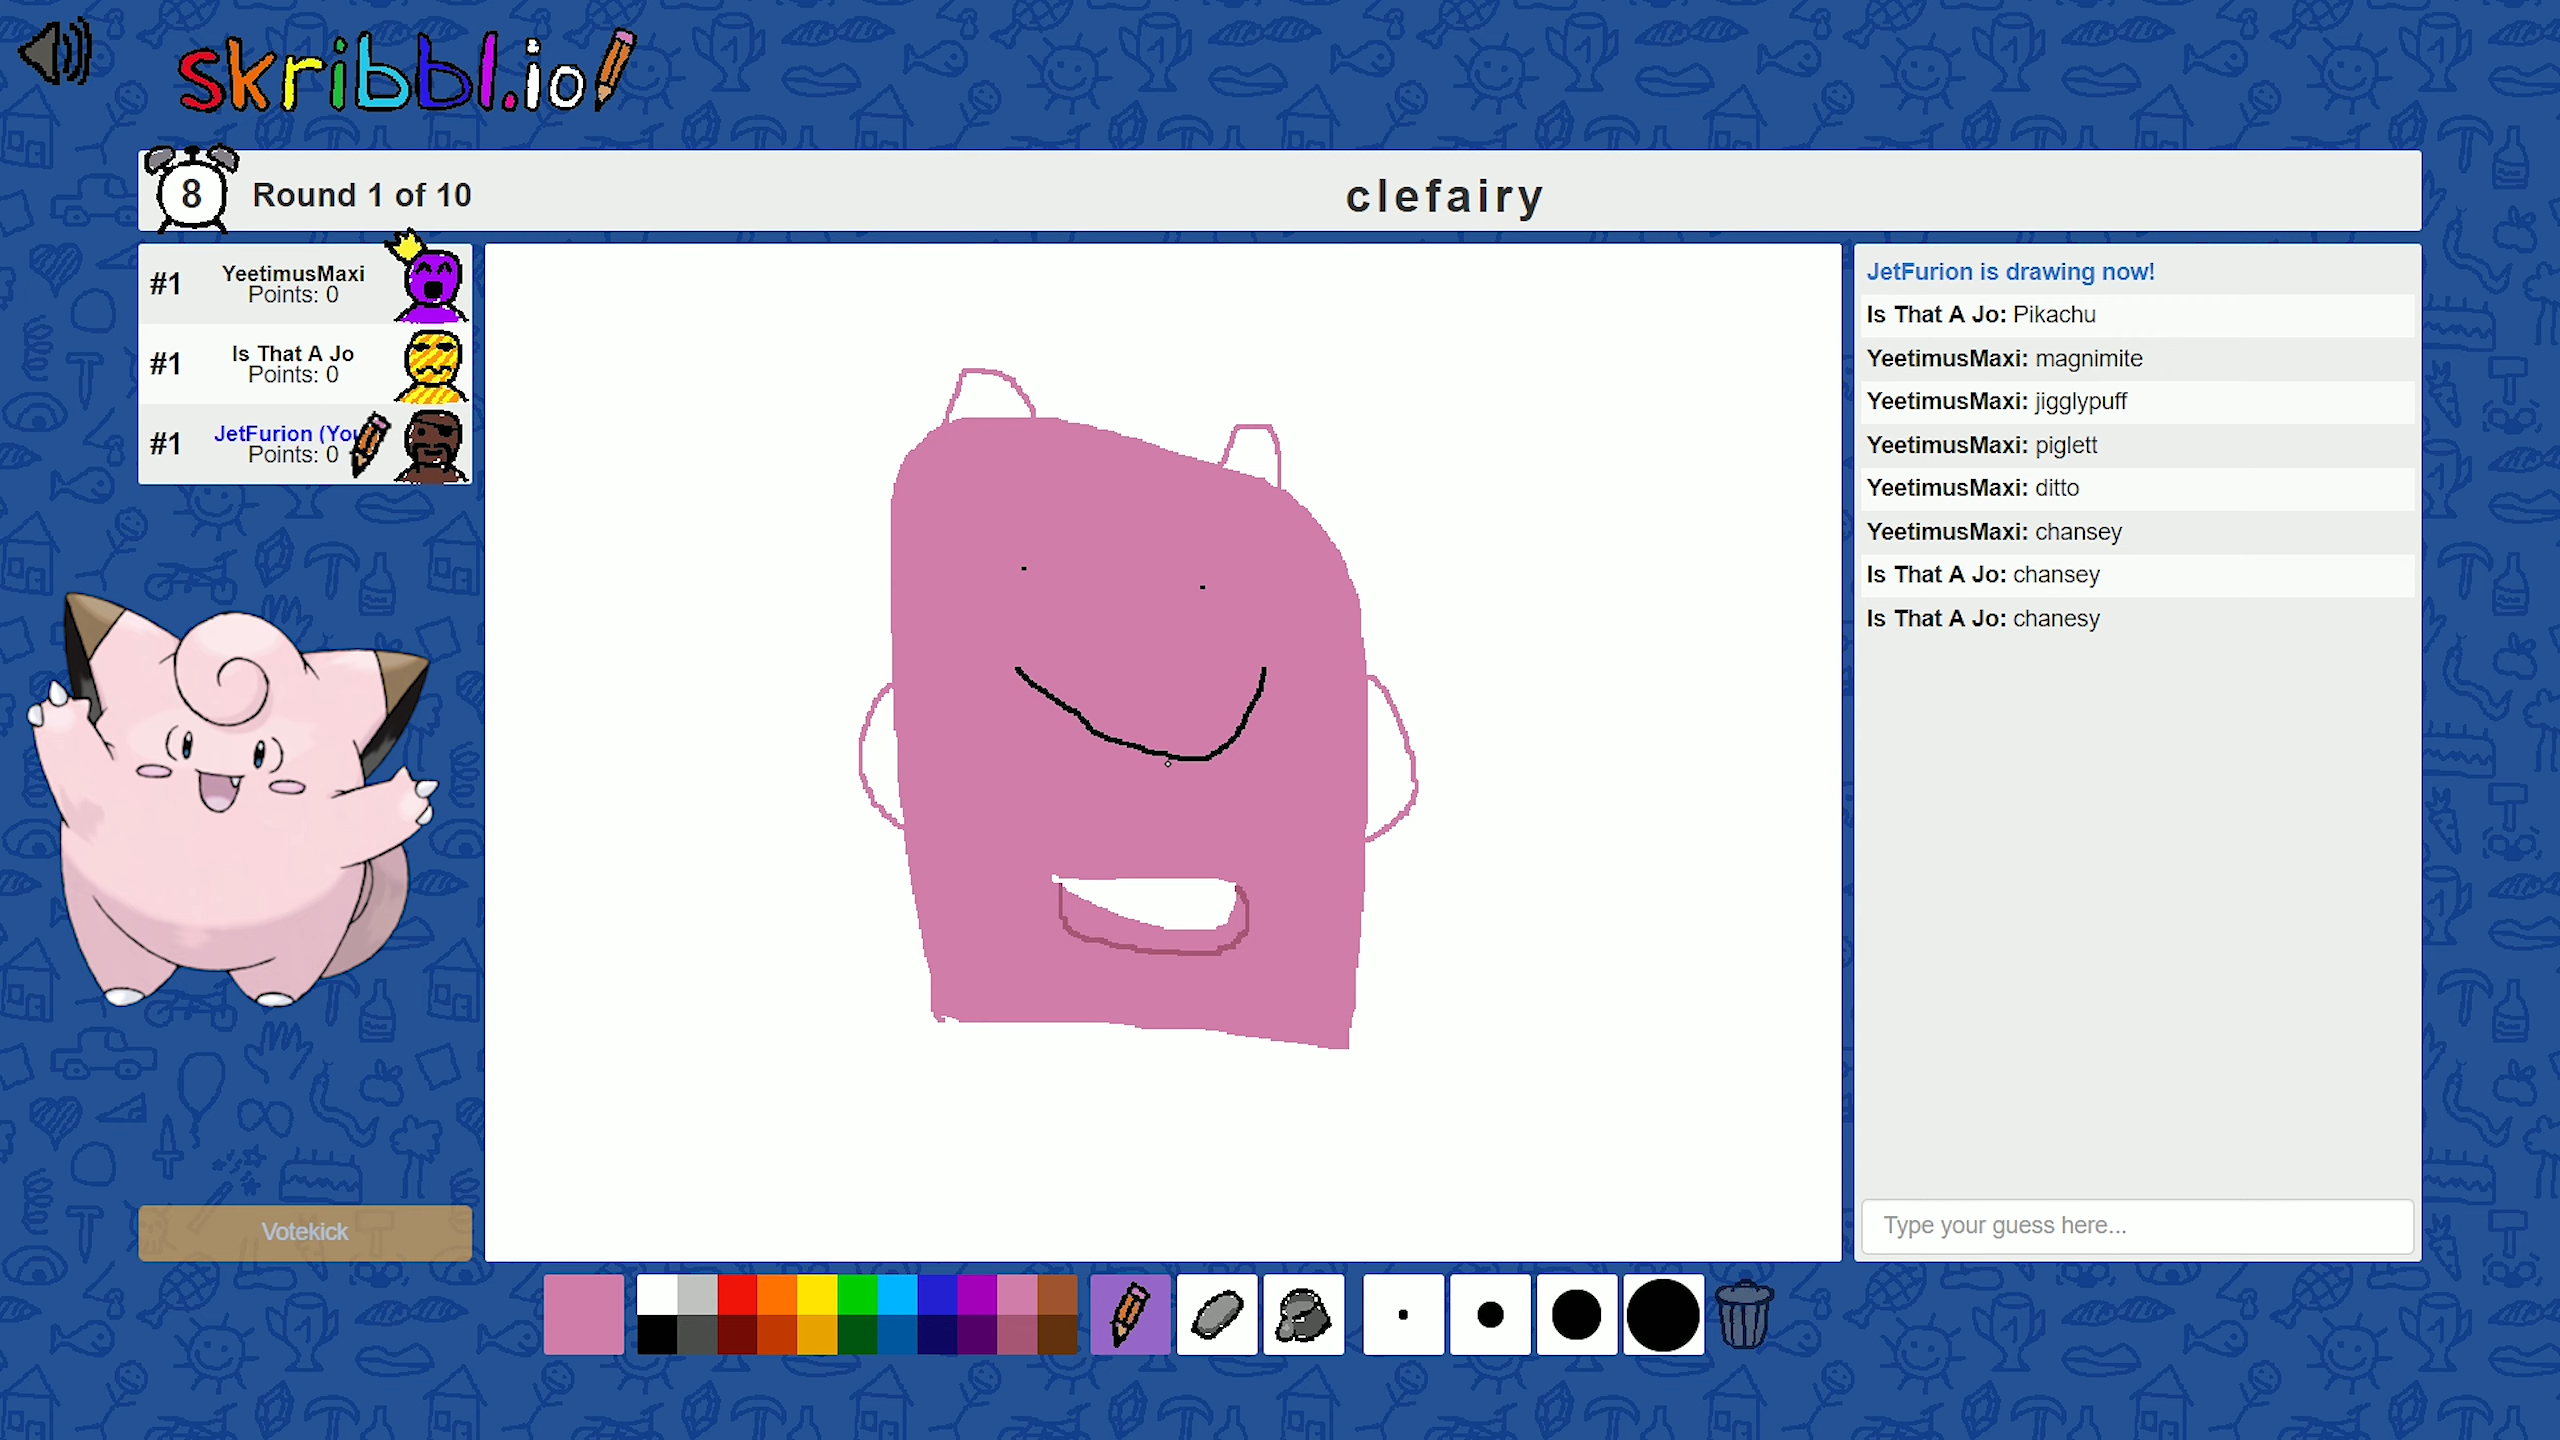 skribbl.io
8
Round 1 of 10
clefairy
#1
YeetimusMaxi
Points: 0
#1
Is That A Jo
Points: 0
#1
JetFurion (You
Points: 0
JetFurion is drawing now!
Is That A Jo: Pikachu
YeetimusMaxi: magnimite
YeetimusMaxi: jigglypuff
YeetimusMaxi: piglett
YeetimusMaxi: ditto
YeetimusMaxi: chansey
Is That A Jo: chansey
Is That A Jo: chanesy
Votekick
Type your guess here...